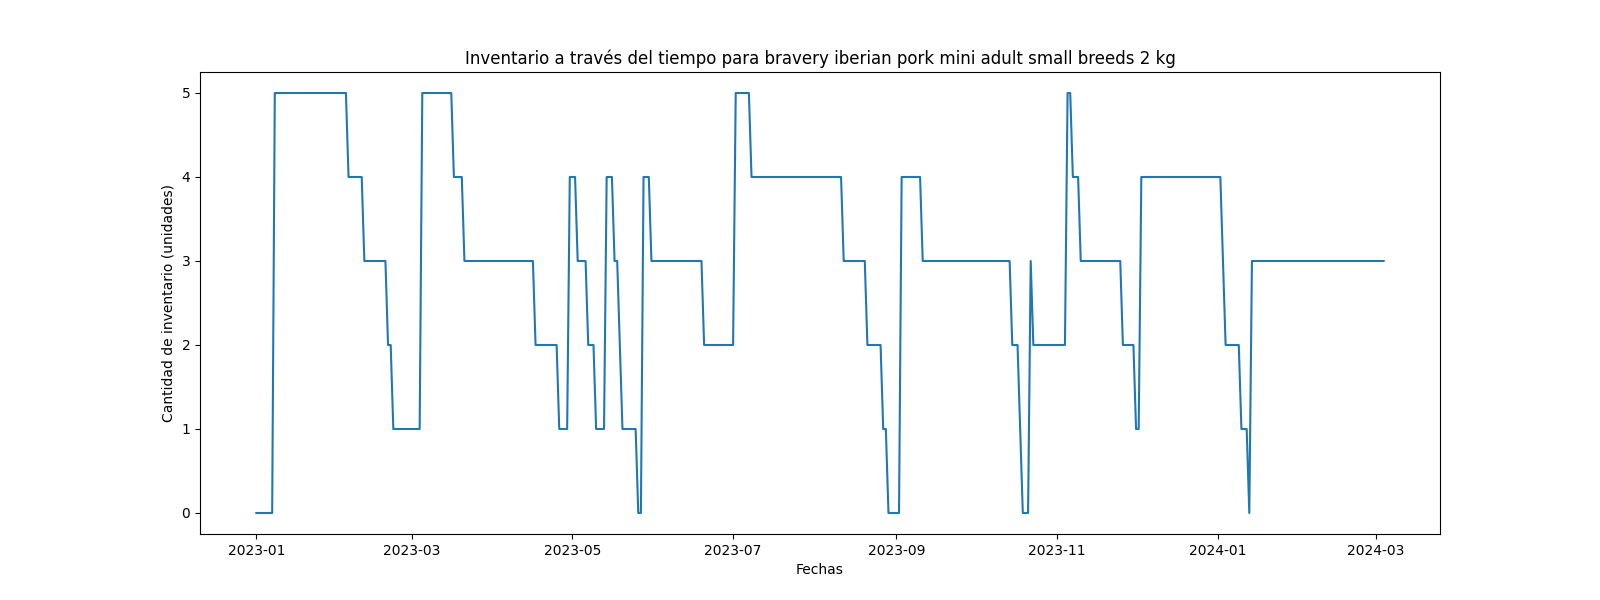 Inventario a través del tiempo para bravery iberian pork mini adult small breeds 2 kg
Cantidad de inventario (unidades)
5
4
3
2
1
0
2023-01 2023-03 2023-05 2023-07 2023-09 2023-11 2024-01 2024-03
Fechas